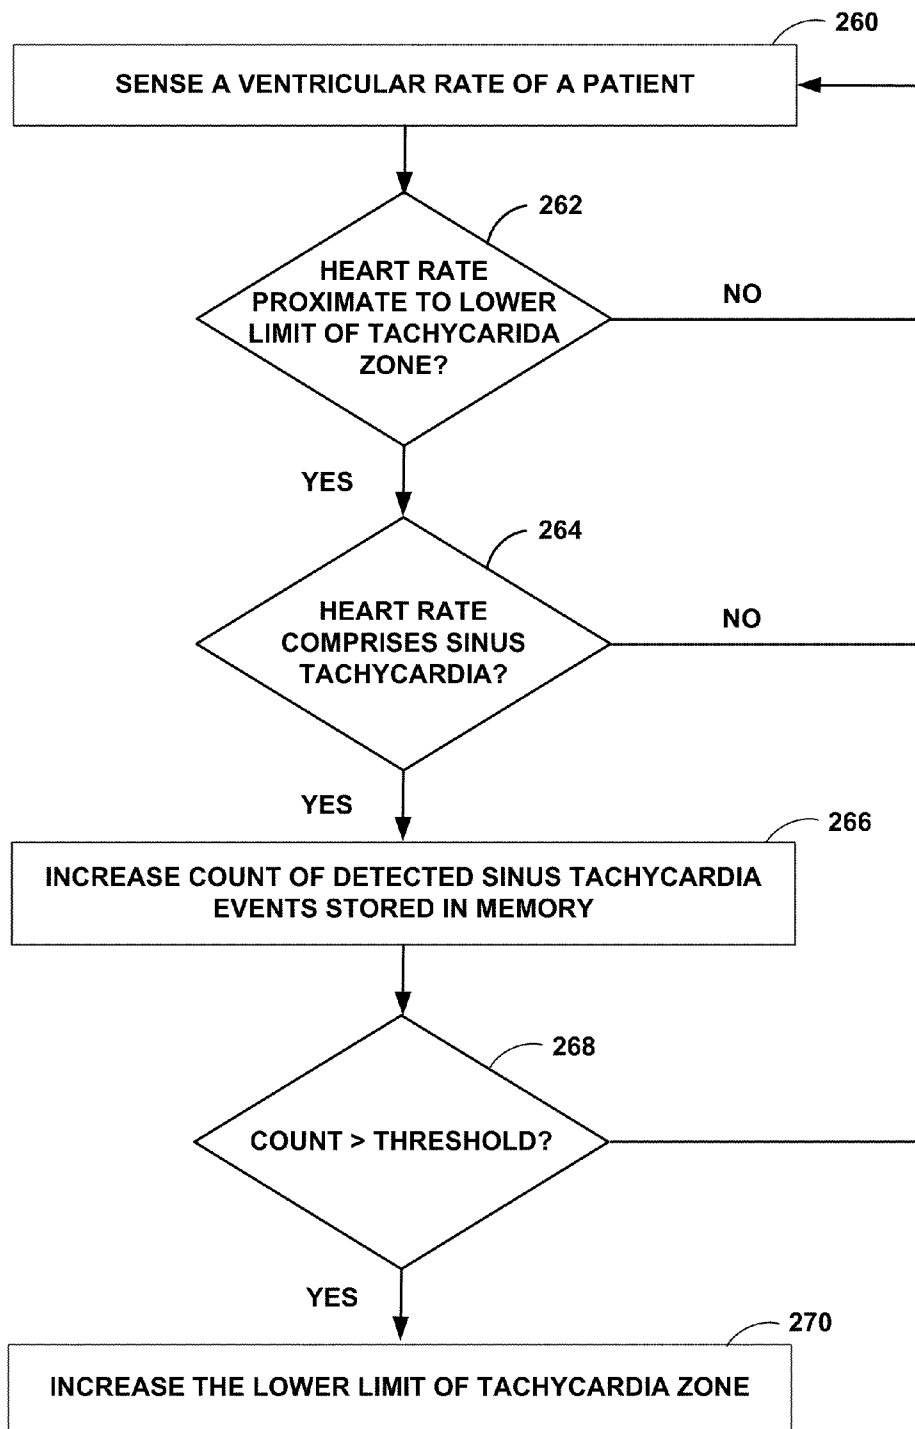 260
SENSE A VENTRICULAR RATE OF A PATIENT
262
HEART RATE
PROXIMATE TO LOWER
LIMIT OF TACHYCARIDA
ZONE?
NO
YES
264
HEART RATE
COMPRISES SINUS
TACHYCARDIA?
NO
YES
266
INCREASE COUNT OF DETECTED SINUS TACHYCARDIA
EVENTS STORED IN MEMORY
268
COUNT > THRESHOLD?
YES
270
INCREASE THE LOWER LIMIT OF TACHYCARDIA ZONE